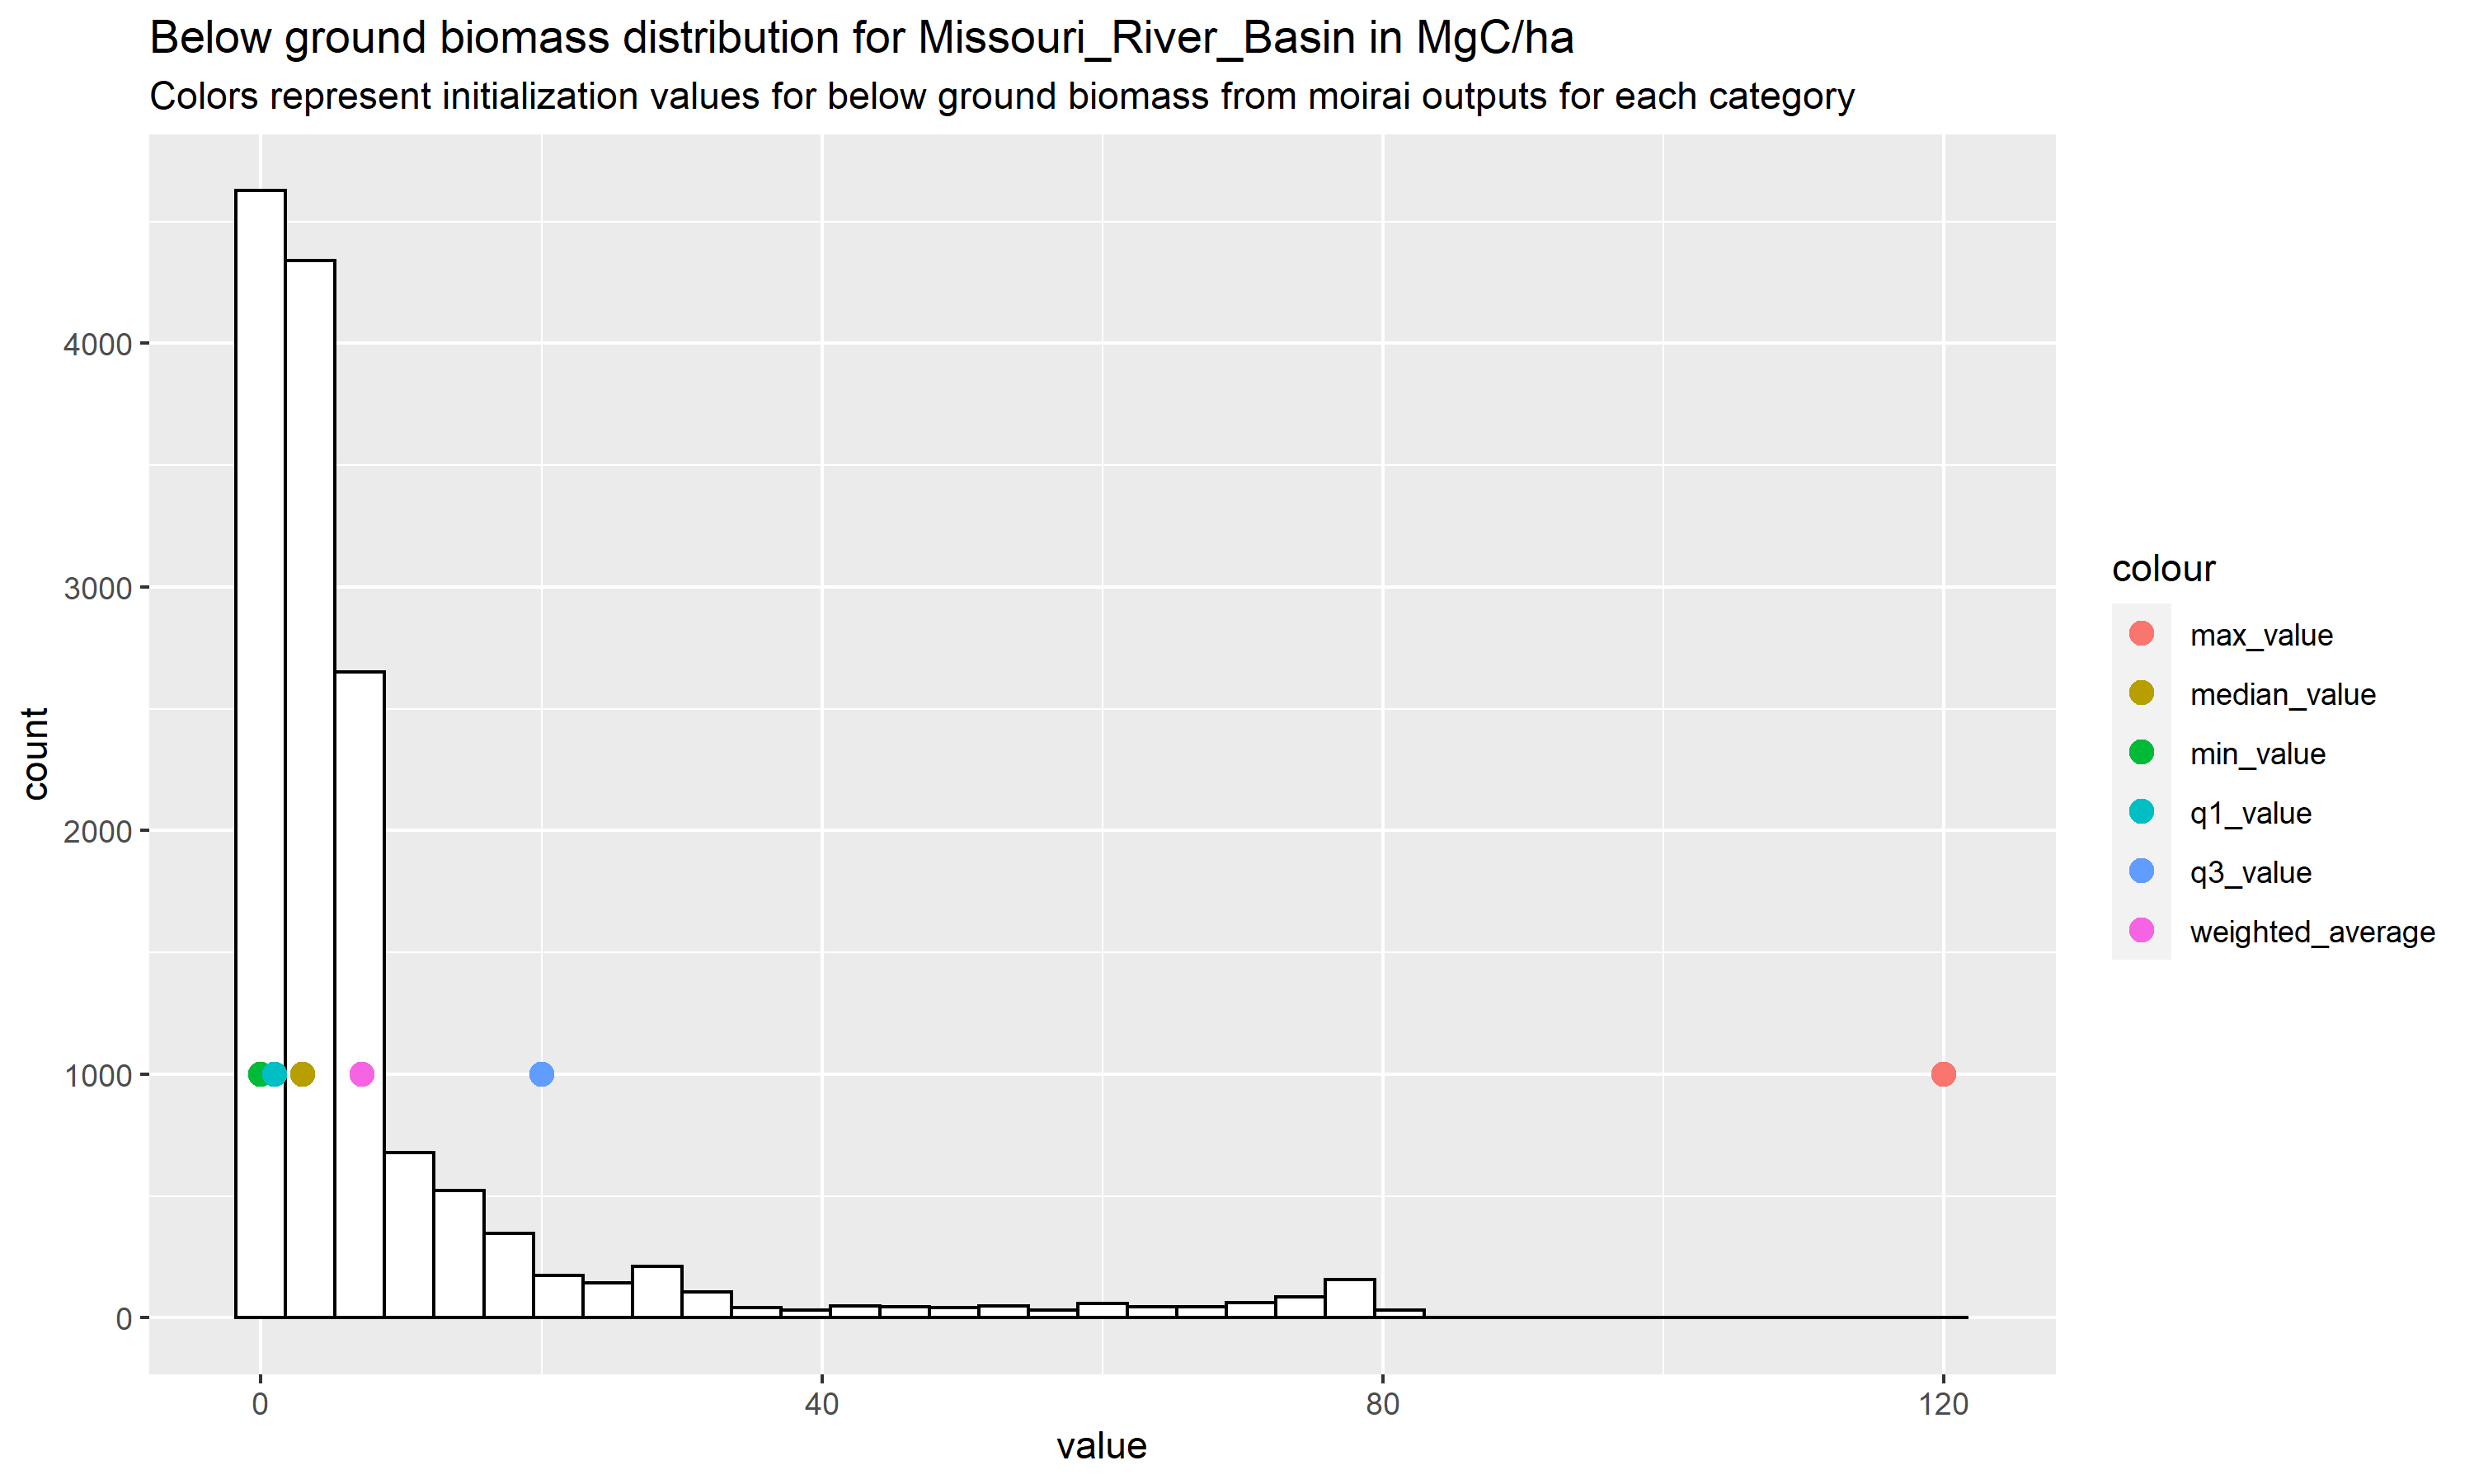 Below ground biomass distribution for Missouri_River_Basin in MgC/ha
Colors represent initialization values for below ground biomass from moirai outputs for each category
count
4000
3000
2000
1000
0
0
40
80
120
value
colour
max_value
median_value
min_value
q1_value
q3_value
weighted_average